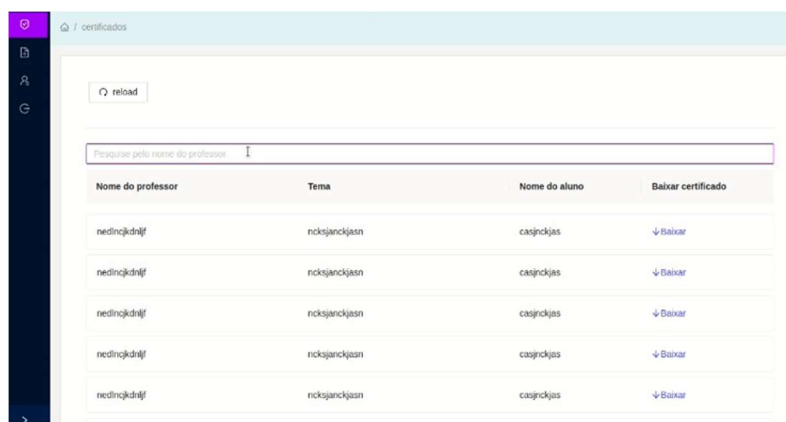 / certificados
reload
Pesquise pelo nome do professor
Nome do professor Tema Nome do aluno Baixar certificado
nedlncjkdnljf ncksjanckjasn casjnckjas Baixar
nedlncjkdnljf ncksjanckjasn casjnckjas Baixar
nedlncjkdnljf ncksjanckjasn casjnckjas Baixar
nedlncjkdnljf ncksjanckjasn casjnckjas Baixar
nedlncjkdnljf ncksjanckjasn casjnckjas Baixar